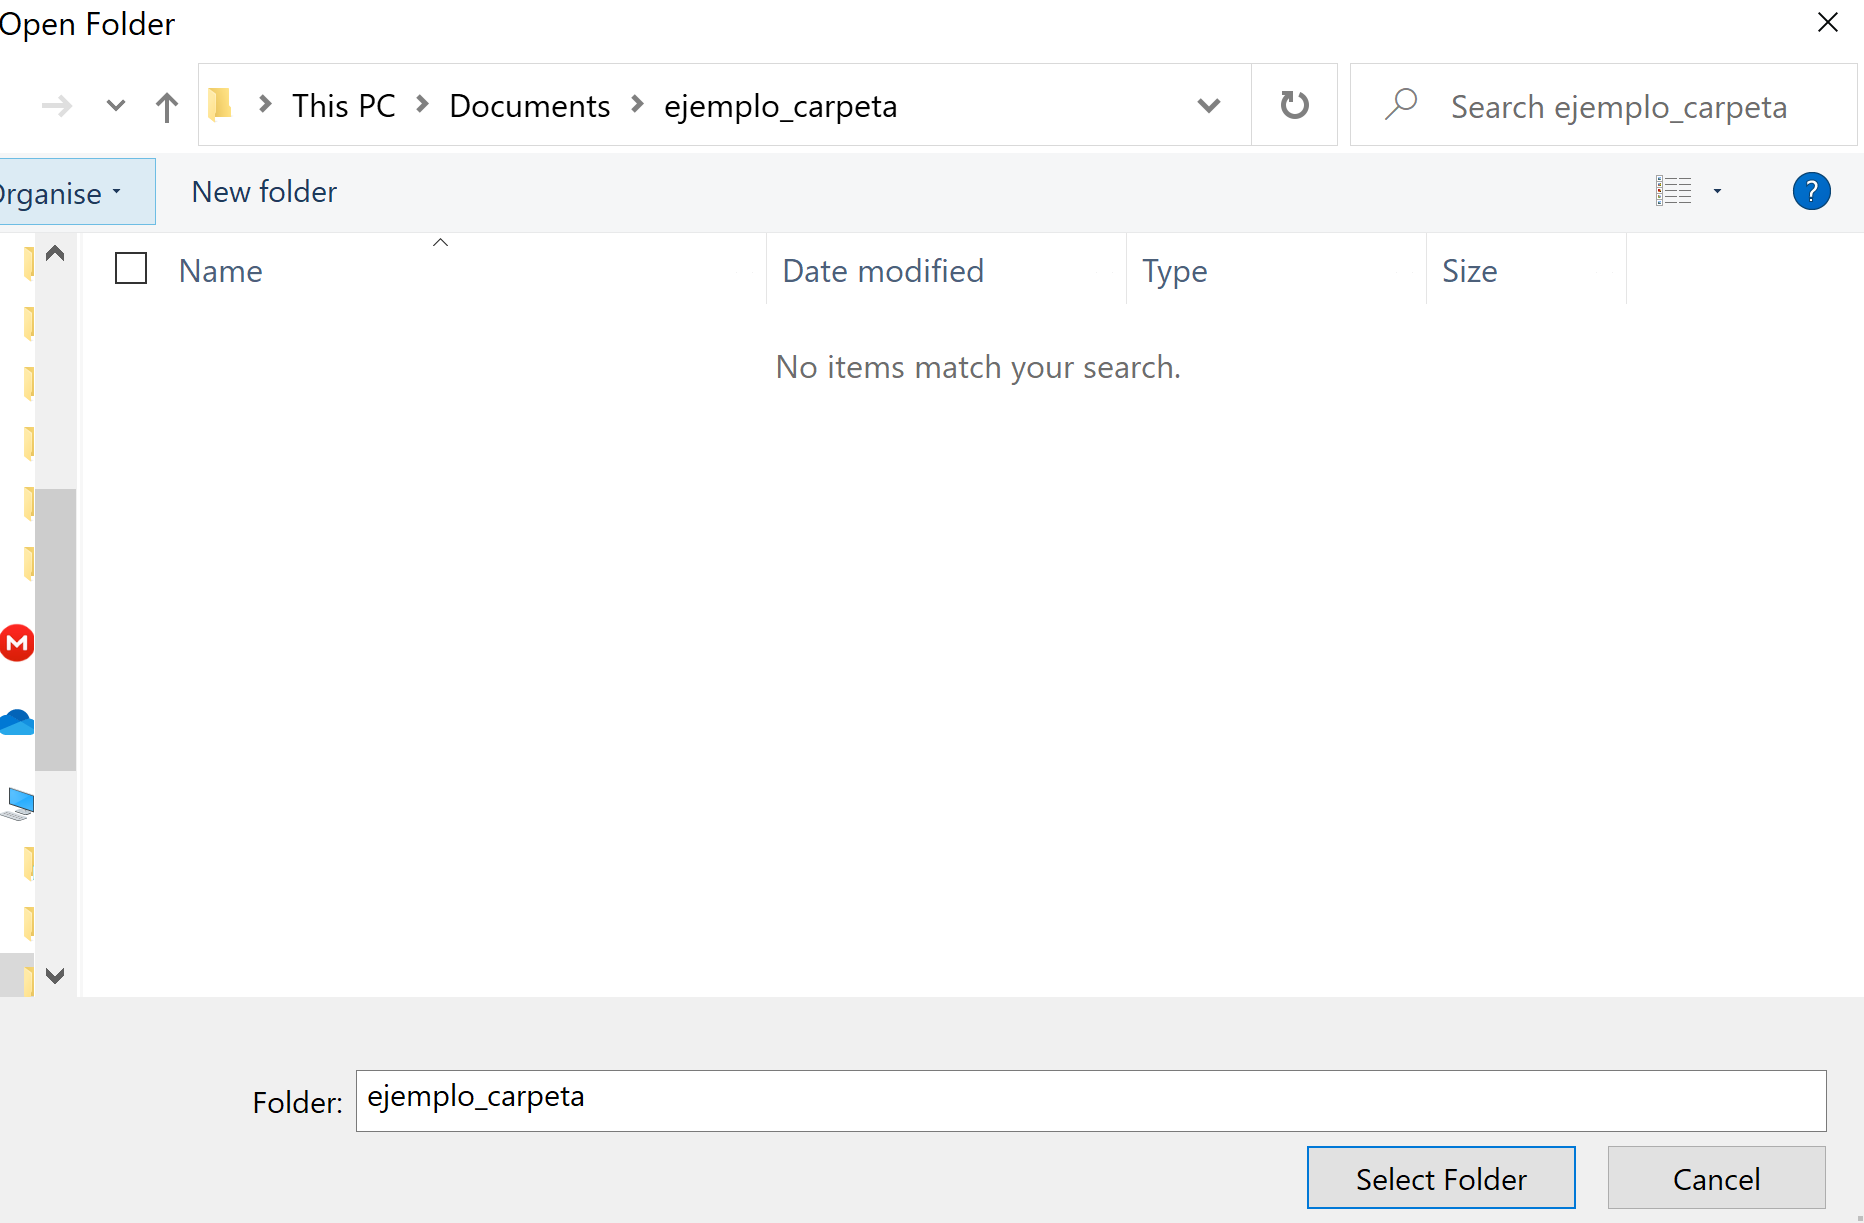 Open Folder
This PC Documents ejemplo_carpeta Search ejemplo_carpeta
Organise New folder ?
Name Date modified Type Size
No items match your search.
M
Folder: ejemplo_carpeta
Select Folder Cancel